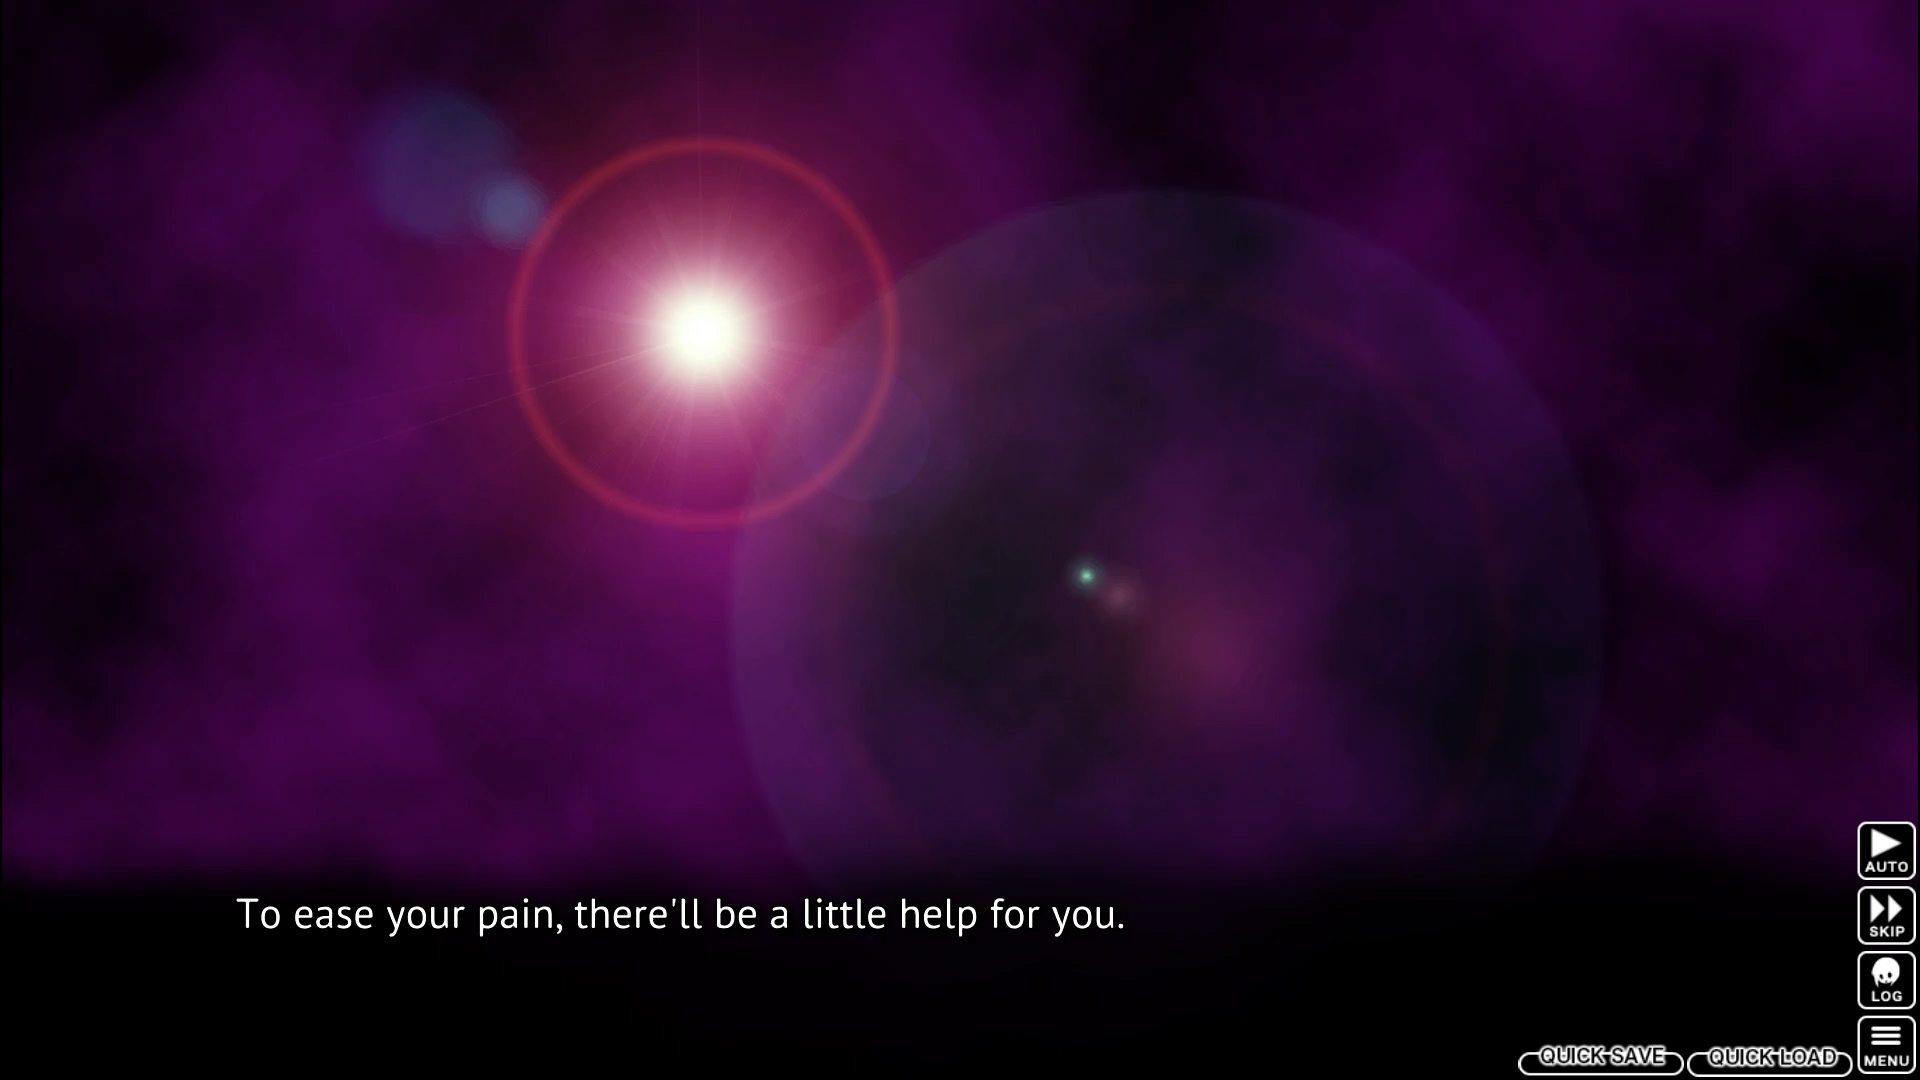 To ease your pain, there'll be a little help for you.
AUTO
SKIP
LOG
MENU
QUICK SAVE QUICK LOAD